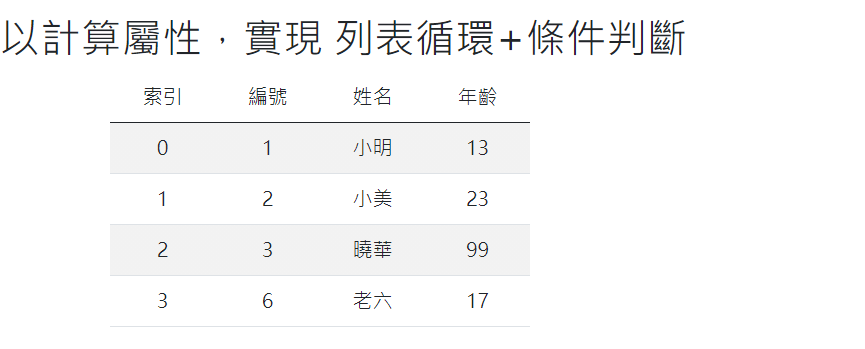 以計算屬性，實現 列表循環+條件判斷
索引 編號 姓名 年齡
0 1 小明 13
1 2 小美 23
2 3 曉華 99
3 6 老六 17